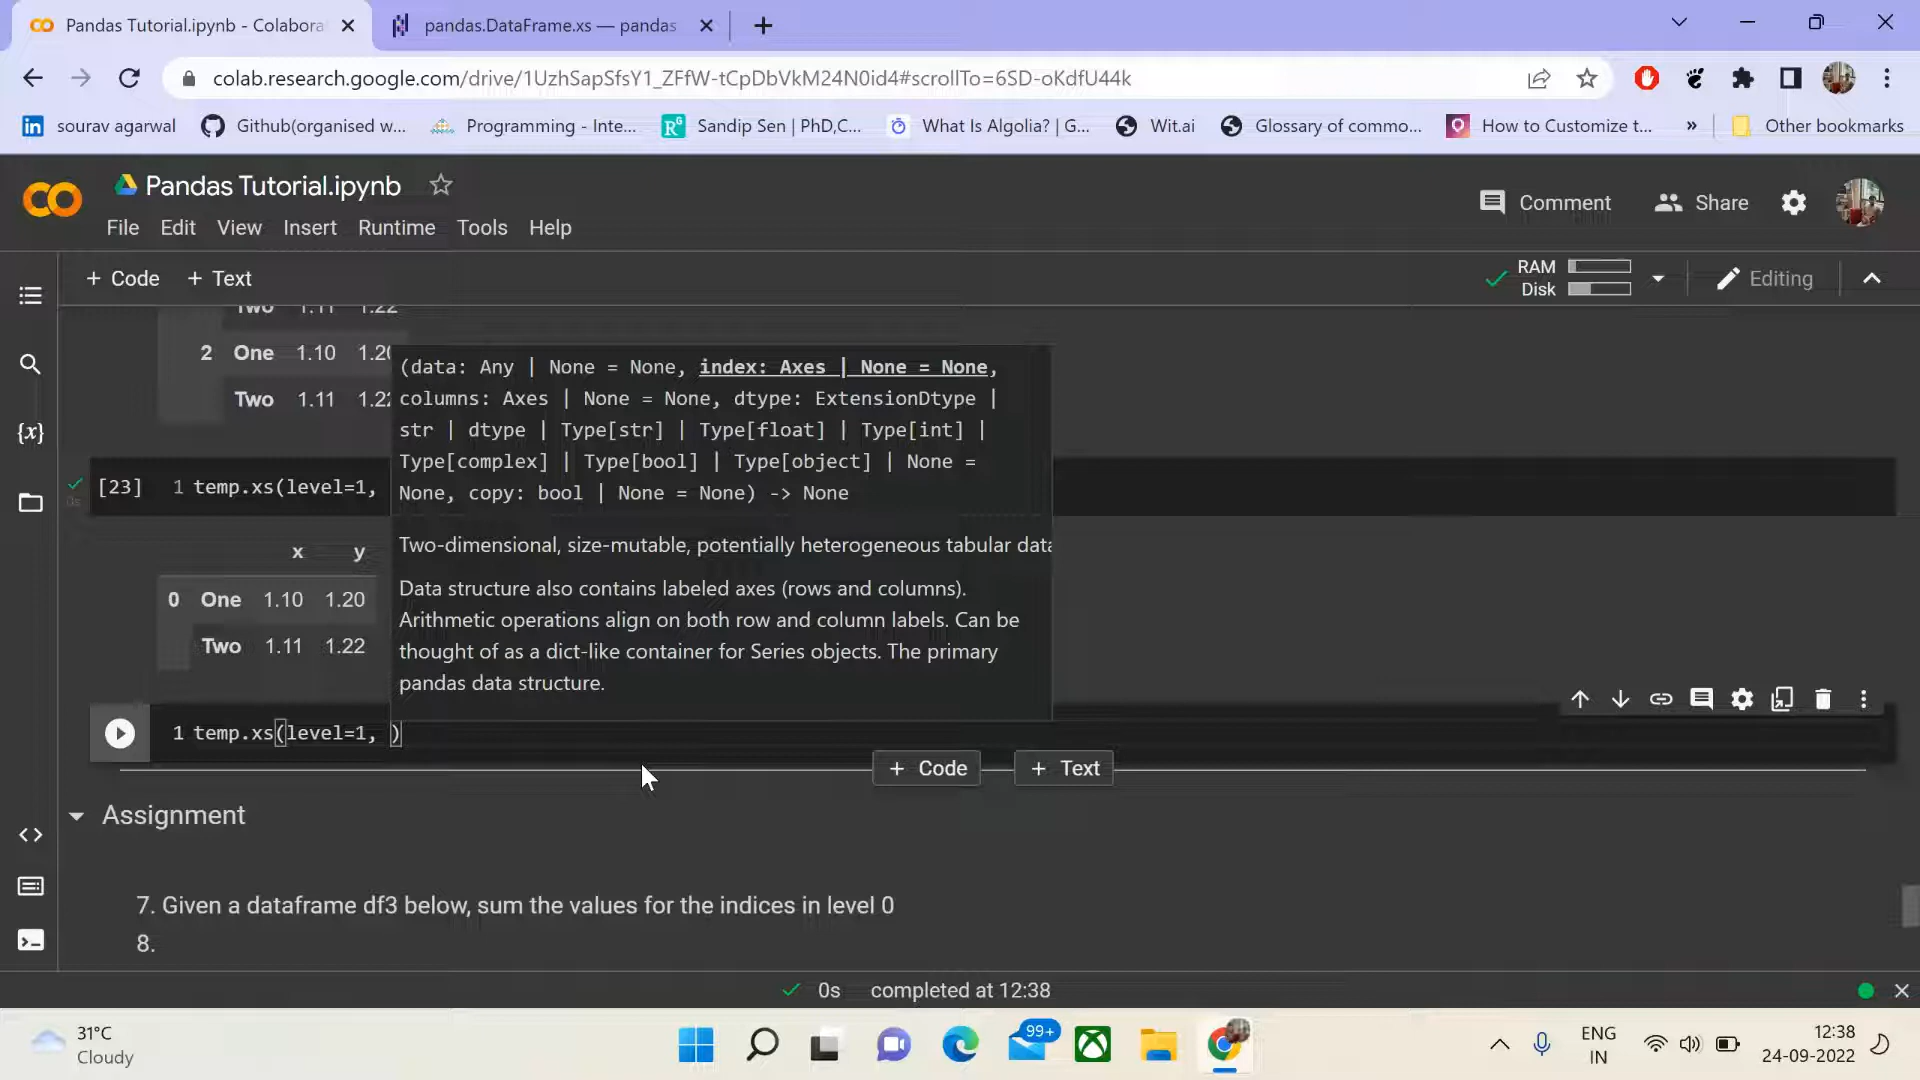 Pandas Tutorial.ipynb - Colabora
pandas.DataFrame.xs — pandas
colab.research.google.com/drive/1UzhSapSfsY1_ZFfW-tCpDbVkM24N0id4#scrollTo=6SD-oKdfU44k
sourav agarwal
Github(organised w...
Programming - Inte...
Sandip Sen | PhD,C...
What Is Algolia? | G...
Wit.ai
Glossary of commo...
How to Customize t...
»
Other bookmarks
Pandas Tutorial.ipynb
Comment
Share
File Edit View Insert Runtime Tools Help
+ Code + Text
RAM
Disk
Editing
Two 1.11 1.22
2 One 1.10 1.20
Two 1.11 1.22
(data: Any | None = None, index: Axes | None = None,
columns: Axes | None = None, dtype: ExtensionDtype |
str | dtype | Type[str] | Type[float] | Type[int] |
Type[complex] | Type[bool] | Type[object] | None =
None, copy: bool | None = None) -> None
Two-dimensional, size-mutable, potentially heterogeneous tabular data
Data structure also contains labeled axes (rows and columns).
Arithmetic operations align on both row and column labels. Can be
thought of as a dict-like container for Series objects. The primary
pandas data structure.
[23] 1 temp.xs(level=1,
0s
x y
0 One 1.10 1.20
Two 1.11 1.22
1 temp.xs(level=1, )
+ Code + Text
Assignment
7. Given a dataframe df3 below, sum the values for the indices in level 0
8.
0s completed at 12:38
31°C
Cloudy
99+
ENG
IN
12:38
24-09-2022